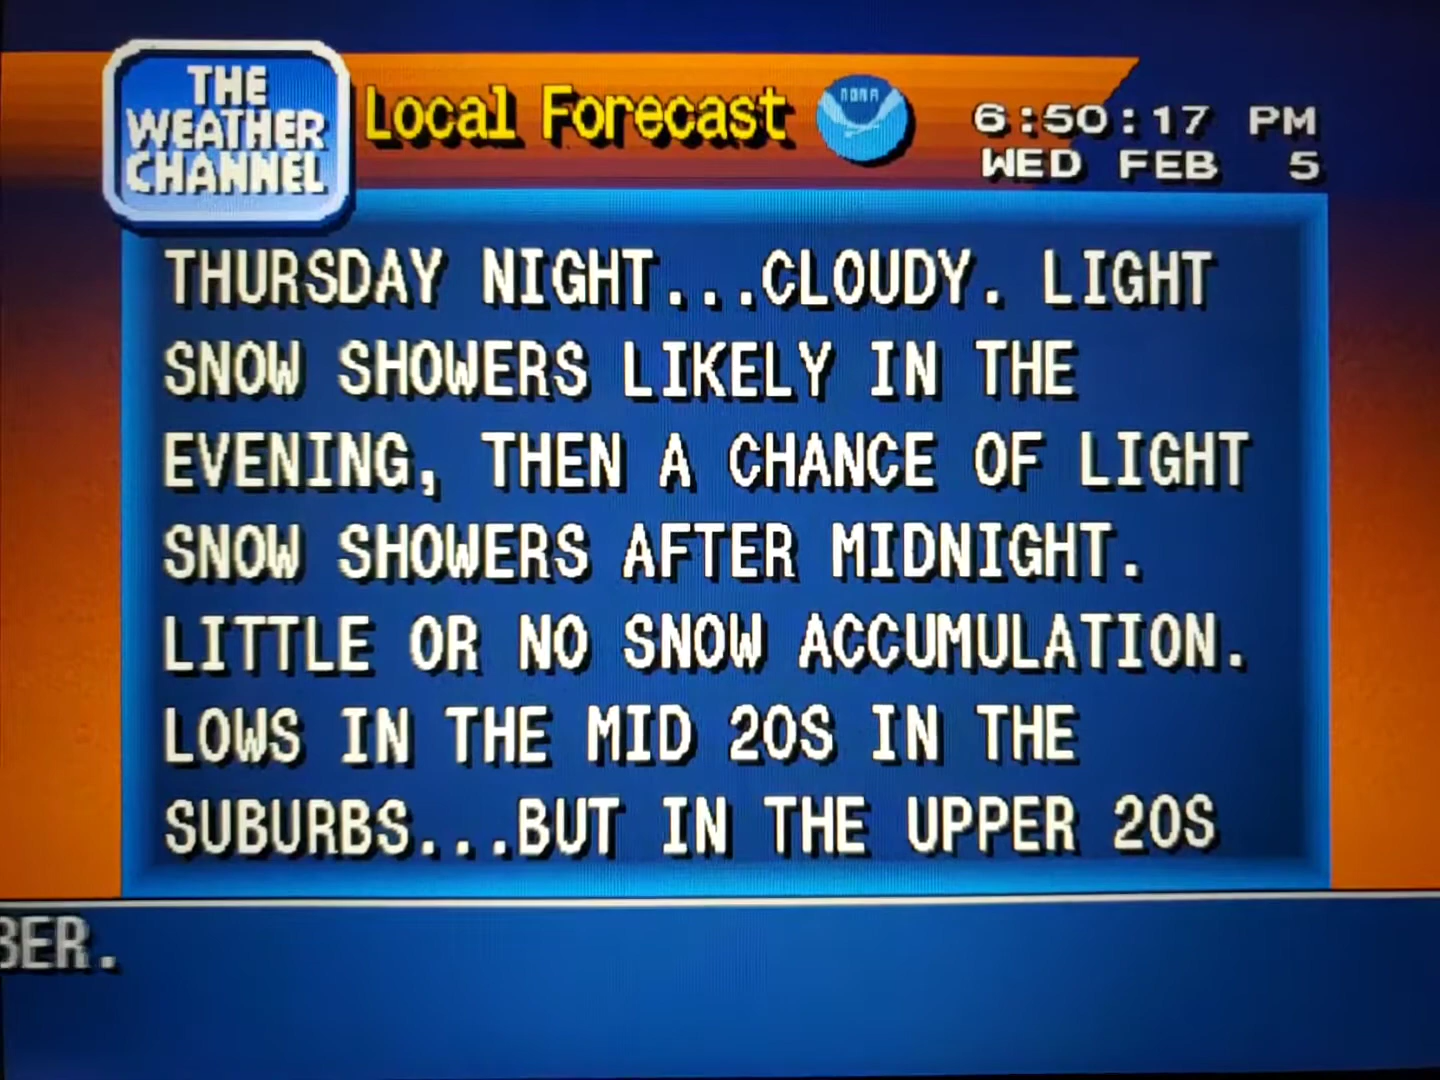 THE
WEATHER
CHANNEL
Local Forecast
NOAA
6:50:17 PM
WED FEB 5
THURSDAY NIGHT...CLOUDY. LIGHT
SNOW SHOWERS LIKELY IN THE
EVENING, THEN A CHANCE OF LIGHT
SNOW SHOWERS AFTER MIDNIGHT.
LITTLE OR NO SNOW ACCUMULATION.
LOWS IN THE MID 20S IN THE
SUBURBS...BUT IN THE UPPER 20S
BER.